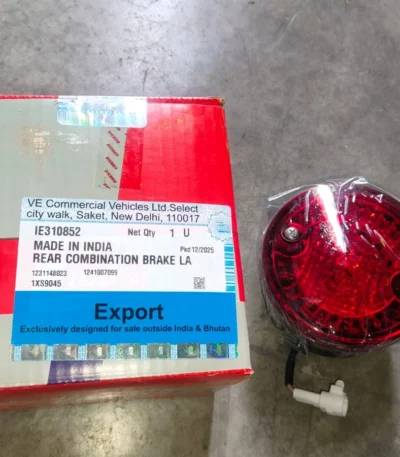 VE Commercial Vehicles Ltd.Select
city walk, Saket, New Delhi, 110017
IE310852 Net Qty 1 U
MADE IN INDIA Pkd 12/2025
REAR COMBINATION BRAKE LA
1231148023 1241007099
1XS9045
Export
Exclusively designed for sale outside India & Bhutan